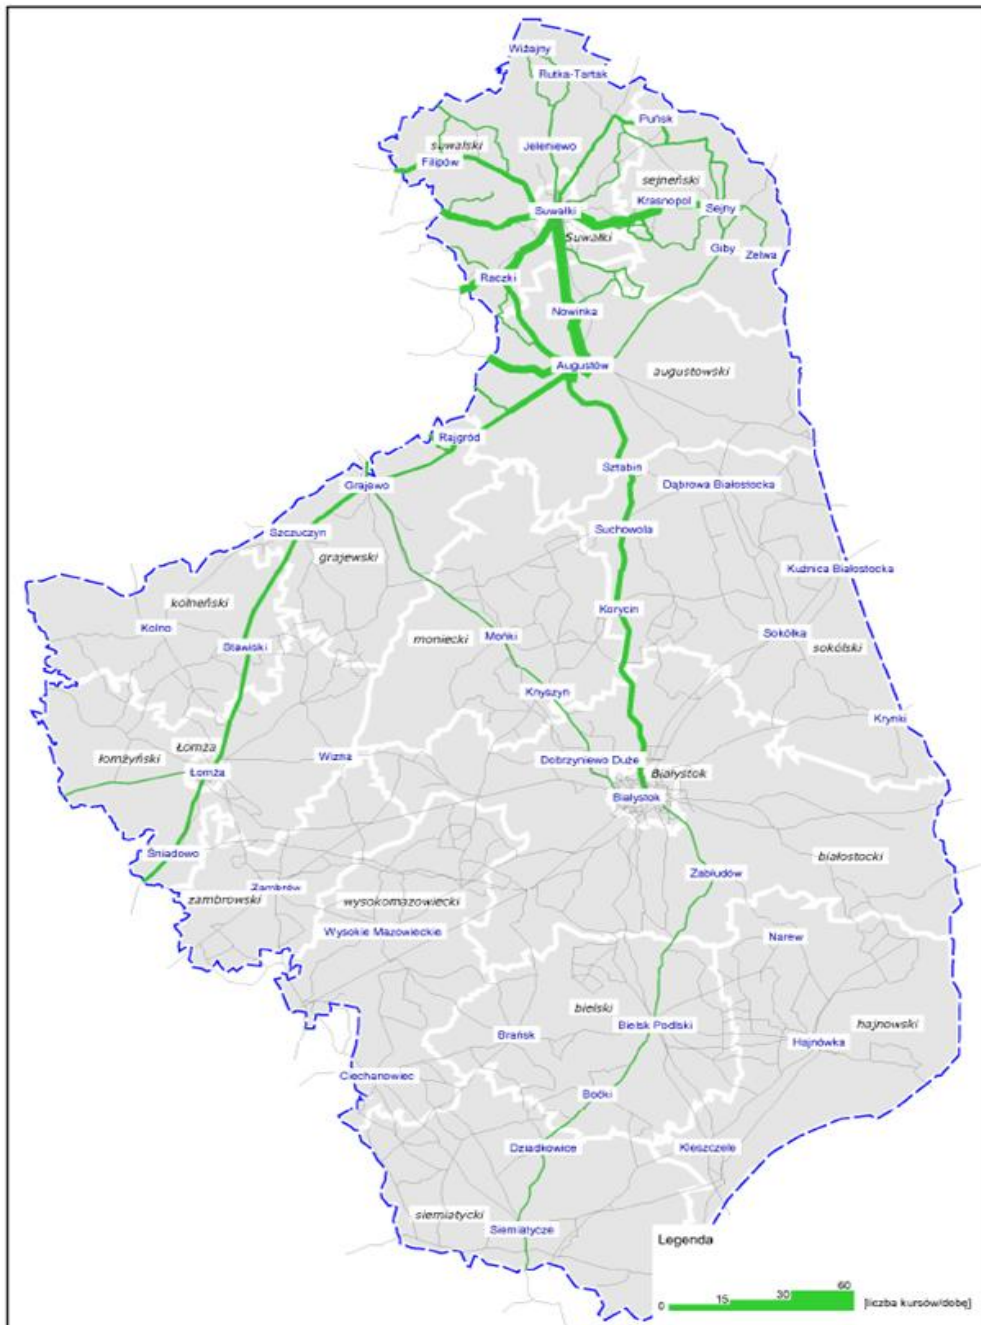 Wiżajny
Rutka-Tartak
Puńsk
suwalski
Jeleniewo
Filipów
sejneński
Krasnopol
Sejny
Suwałki
Suwałki
Giby
Zelwa
Raczki
Nowinka
Augustów
augustowski
Rajgród
Sztabin
Grajewo
Dąbrowa Białostocka
Szczuczyn
Suchowola
grajewski
Kuźnica Białostocka
kolneński
Korycin
Kolno
moniecki
Mońki
Sokółka
Stawiski
sokólski
Knyszyn
Krynki
łomżyński
Łomża
Wizna
Dobrzyniewo Duże
Łomża
Białystok
Białystok
Śniadowo
białostocki
Zabłudów
Zambrów
zambrowski
wysokomazowiecki
Wysokie Mazowieckie
Narew
bielski
Brańsk
Bielsk Podlski
hajnowski
Hajnówka
Ciechanowiec
Boćki
Dziadkowice
Kleszczele
siemiatycki
Siemiatycze
Legenda
0 15 30 60
[liczba kursów/dobę]